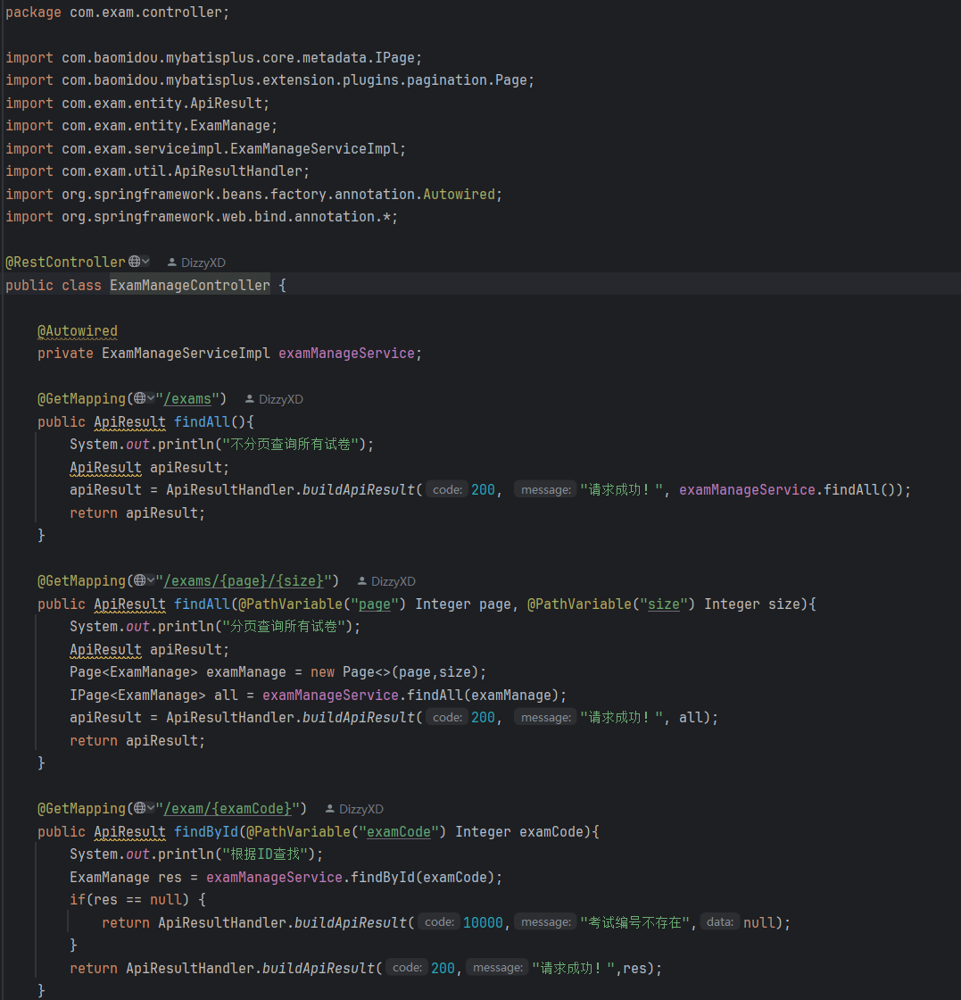 package com.exam.controller;
import com.baomidou.mybatisplus.core.metadata.IPage;
import com.baomidou.mybatisplus.extension.plugins.pagination.Page;
import com.exam.entity.ApiResult;
import com.exam.entity.ExamManage;
import com.exam.serviceimpl.ExamManageServiceImpl;
import com.exam.util.ApiResultHandler;
import org.springframework.beans.factory.annotation.Autowired;
import org.springframework.web.bind.annotation.*;
@RestController DizzyXD
public class ExamManageController {
@Autowired
private ExamManageServiceImpl examManageService;
@GetMapping("/exams") DizzyXD
public ApiResult findAll(){
System.out.println("不分页查询所有试卷");
ApiResult apiResult;
apiResult = ApiResultHandler.buildApiResult( code: 200, message: "请求成功！", examManageService.findAll());
return apiResult;
}
@GetMapping("/exams/{page}/{size}") DizzyXD
public ApiResult findAll(@PathVariable("page") Integer page, @PathVariable("size") Integer size){
System.out.println("分页查询所有试卷");
ApiResult apiResult;
Page<ExamManage> examManage = new Page<>(page,size);
IPage<ExamManage> all = examManageService.findAll(examManage);
apiResult = ApiResultHandler.buildApiResult( code: 200, message: "请求成功！", all);
return apiResult;
}
@GetMapping("/exam/{examCode}") DizzyXD
public ApiResult findById(@PathVariable("examCode") Integer examCode){
System.out.println("根据ID查找");
ExamManage res = examManageService.findById(examCode);
if(res == null) {
return ApiResultHandler.buildApiResult( code: 10000, message: "考试编号不存在", data: null);
}
return ApiResultHandler.buildApiResult( code: 200, message: "请求成功！",res);
}